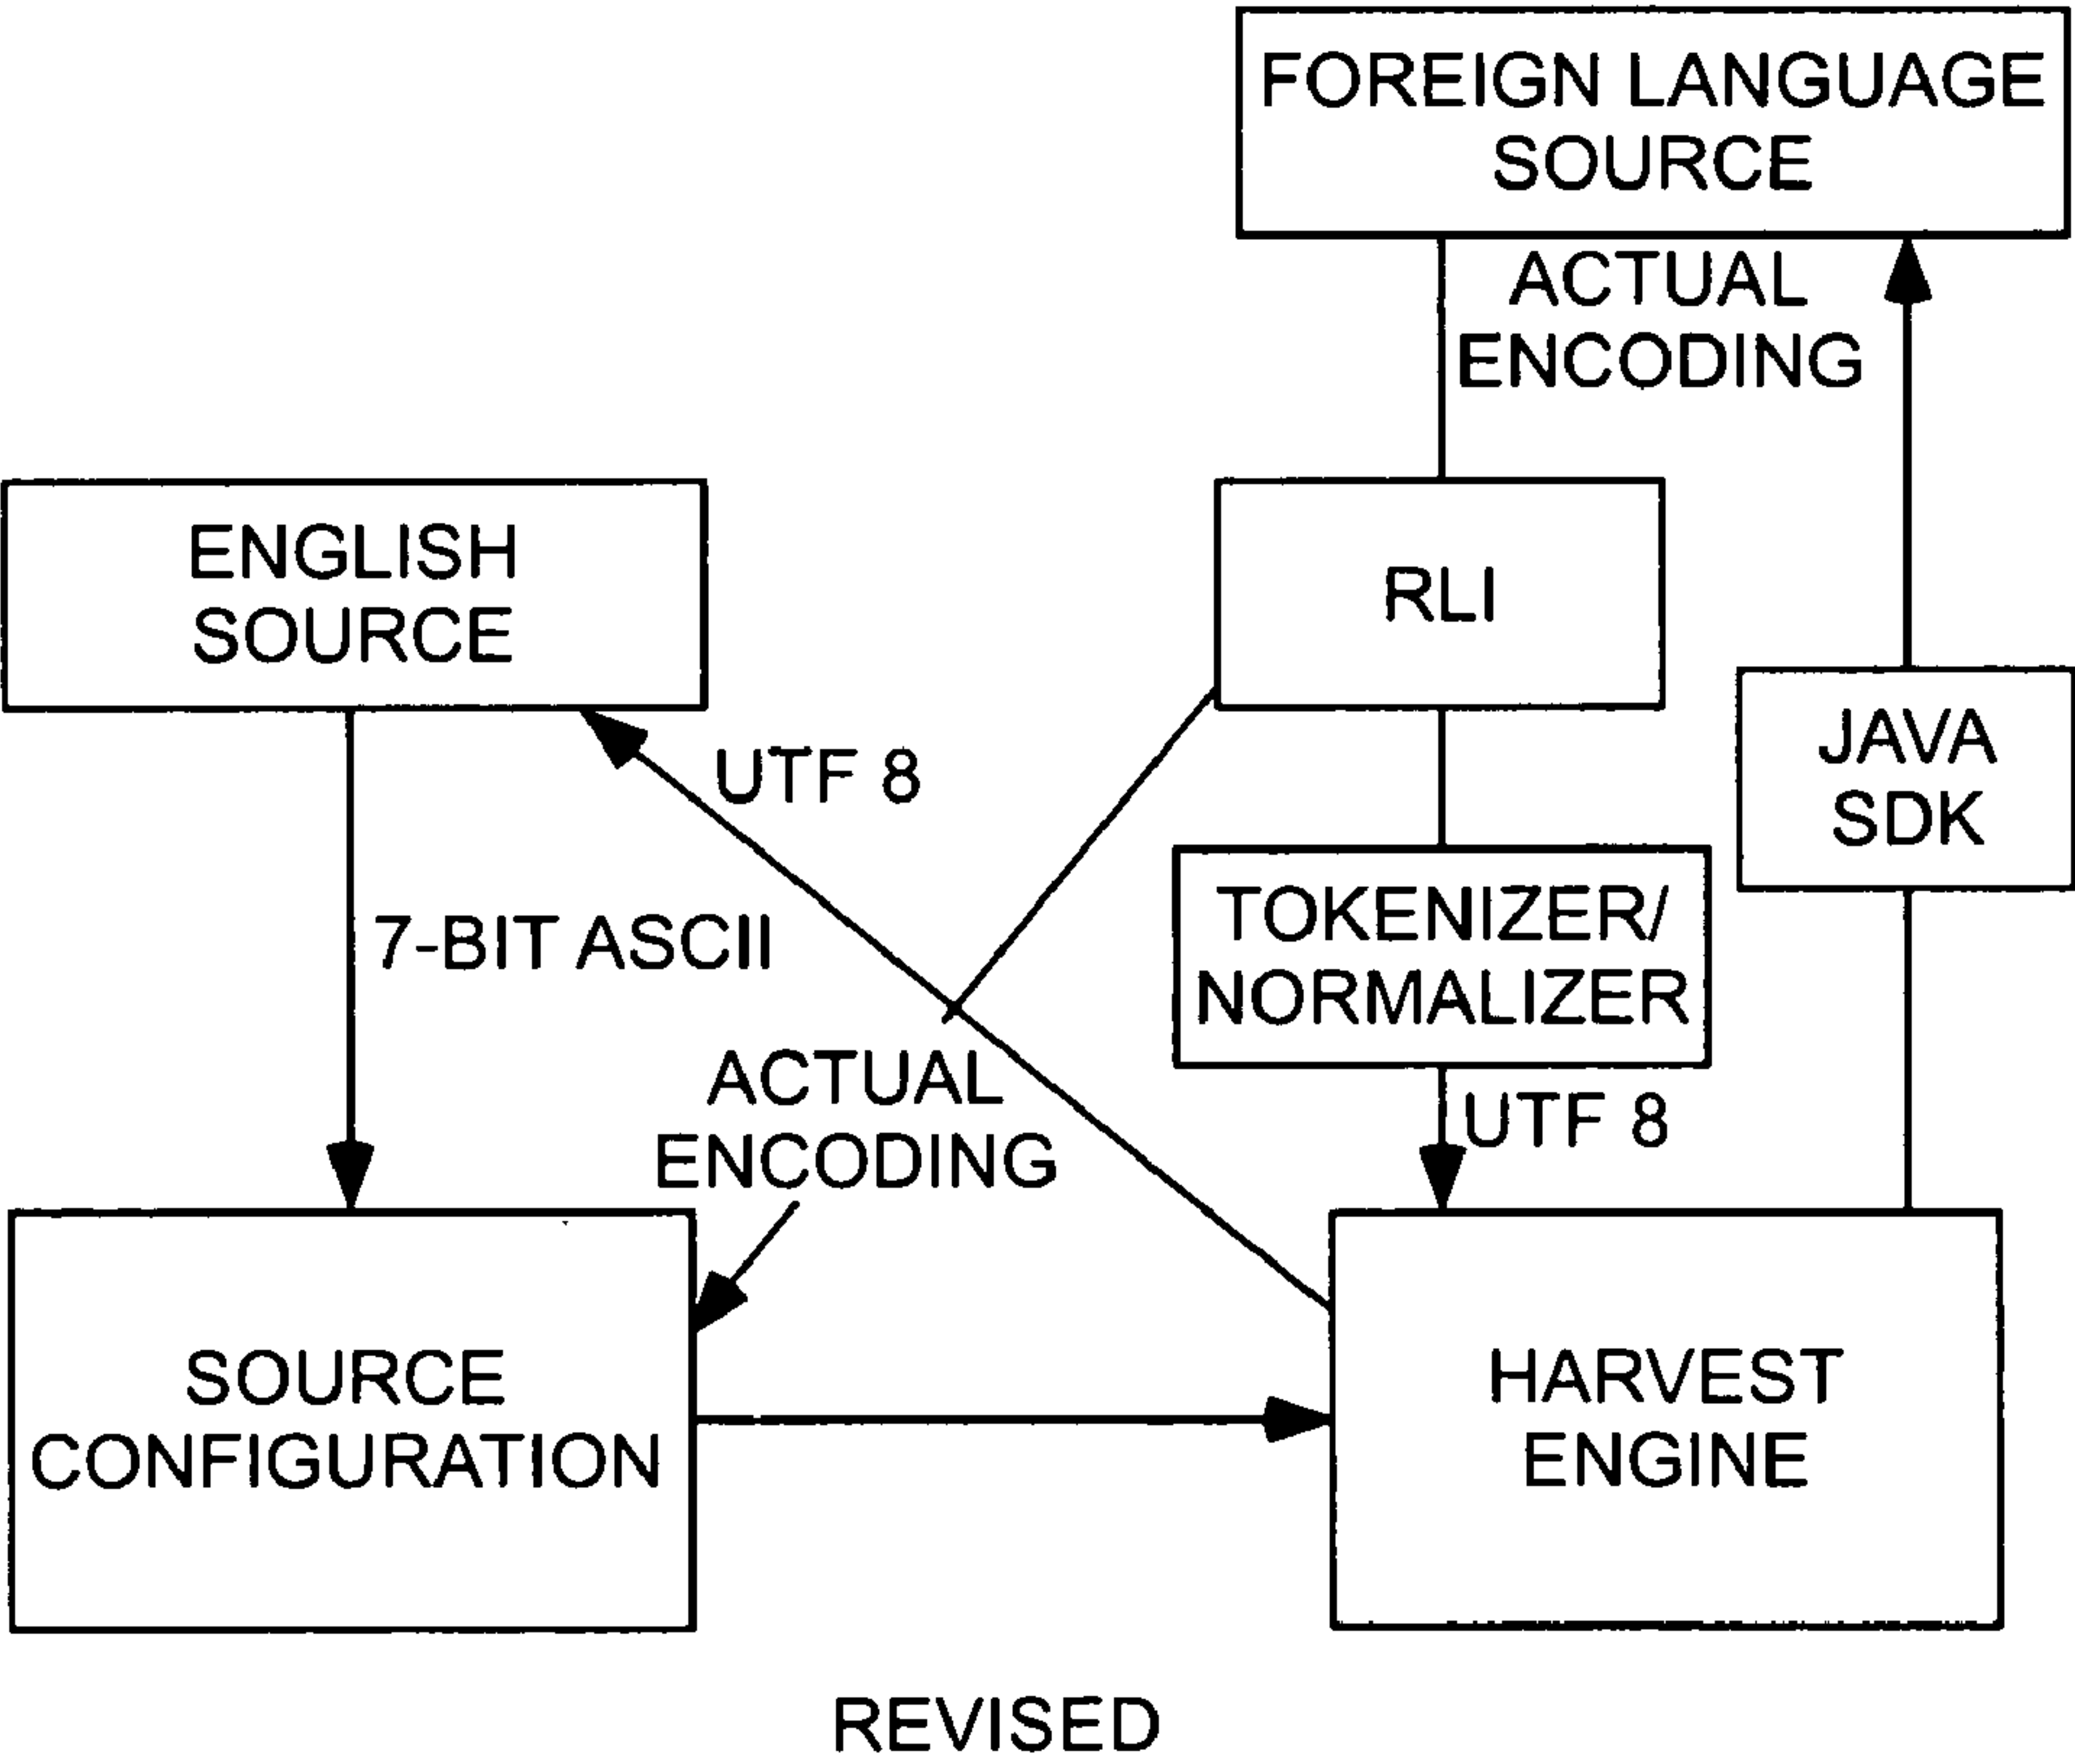 FOREIGN LANGUAGE
SOURCE
ACTUAL
ENCODING
ENGLISH
SOURCE
RLI
UTF 8
JAVA
SDK
7-BIT ASCII
TOKENIZER/
NORMALIZER
ACTUAL
ENCODING
UTF 8
SOURCE
CONFIGURATION
HARVEST
ENGINE
REVISED